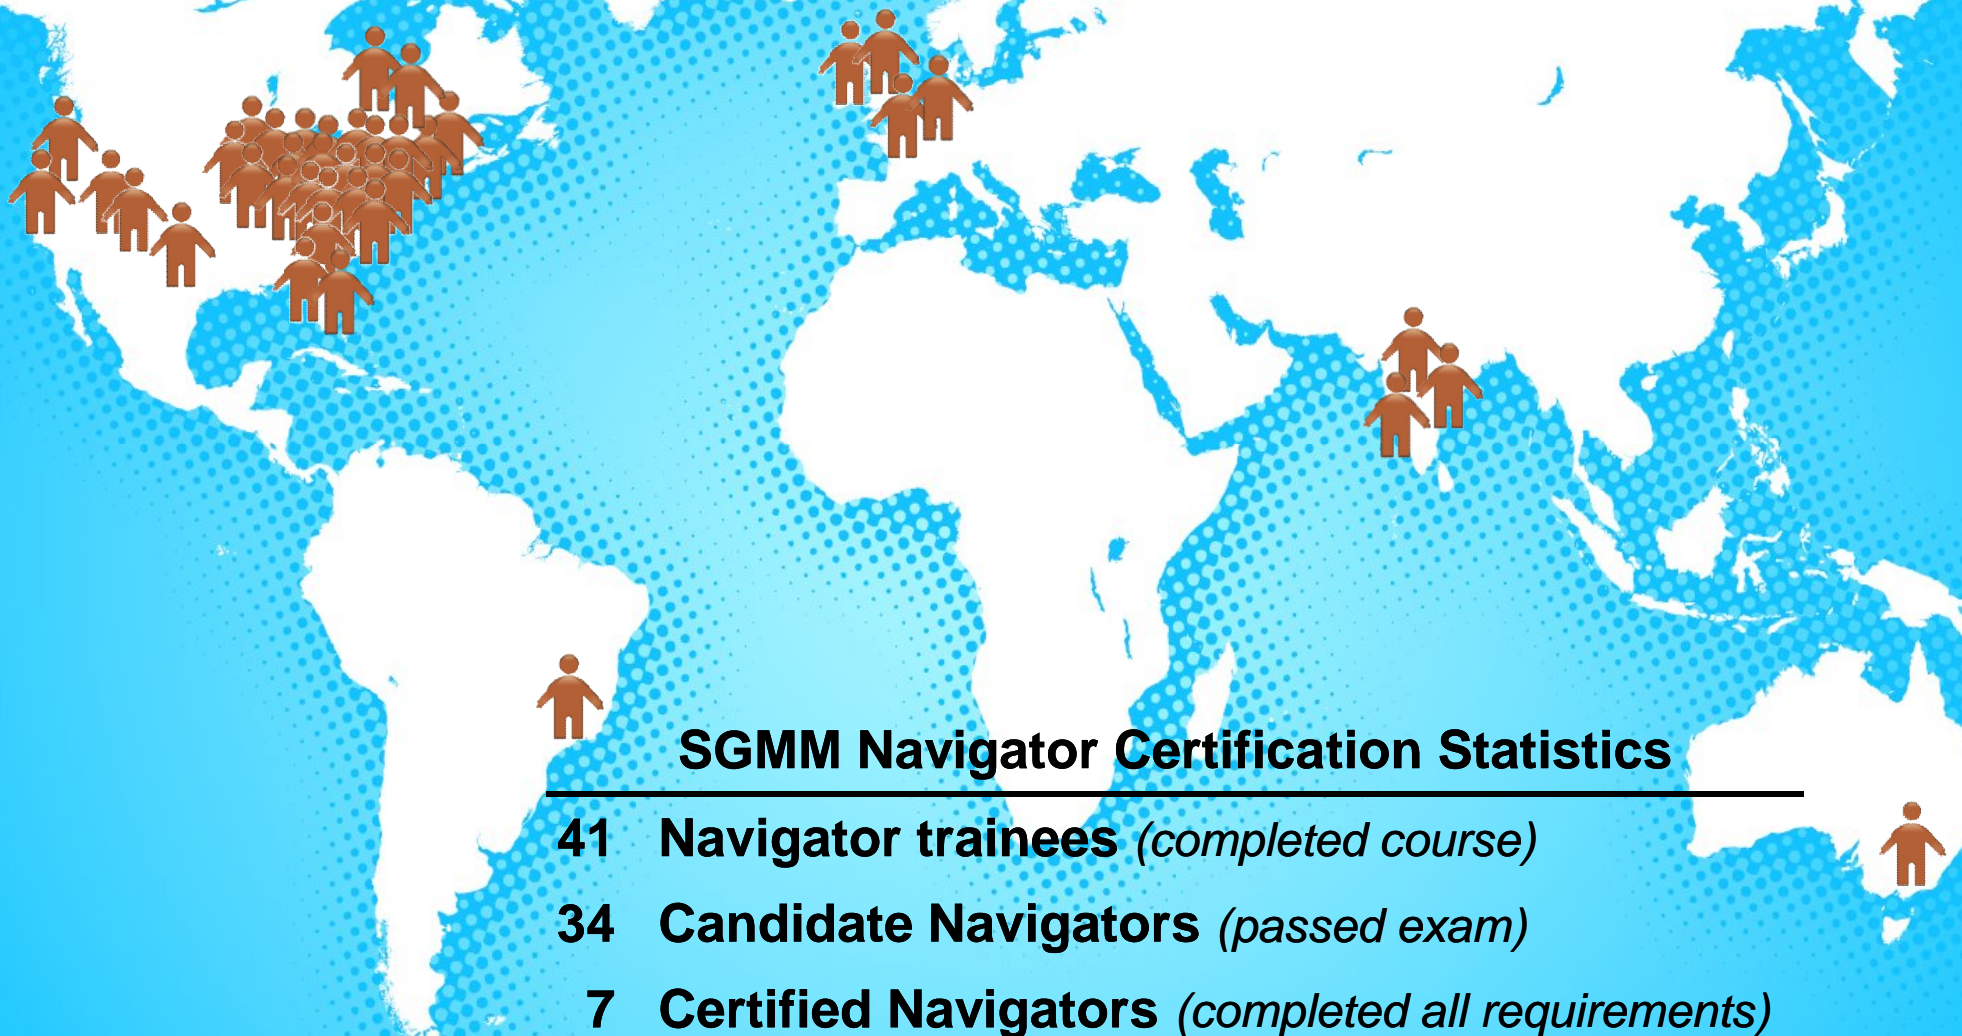 SGMM Navigator Certification Statistics
41 Navigator trainees (completed course)
34 Candidate Navigators (passed exam)
7 Certified Navigators (completed all requirements)